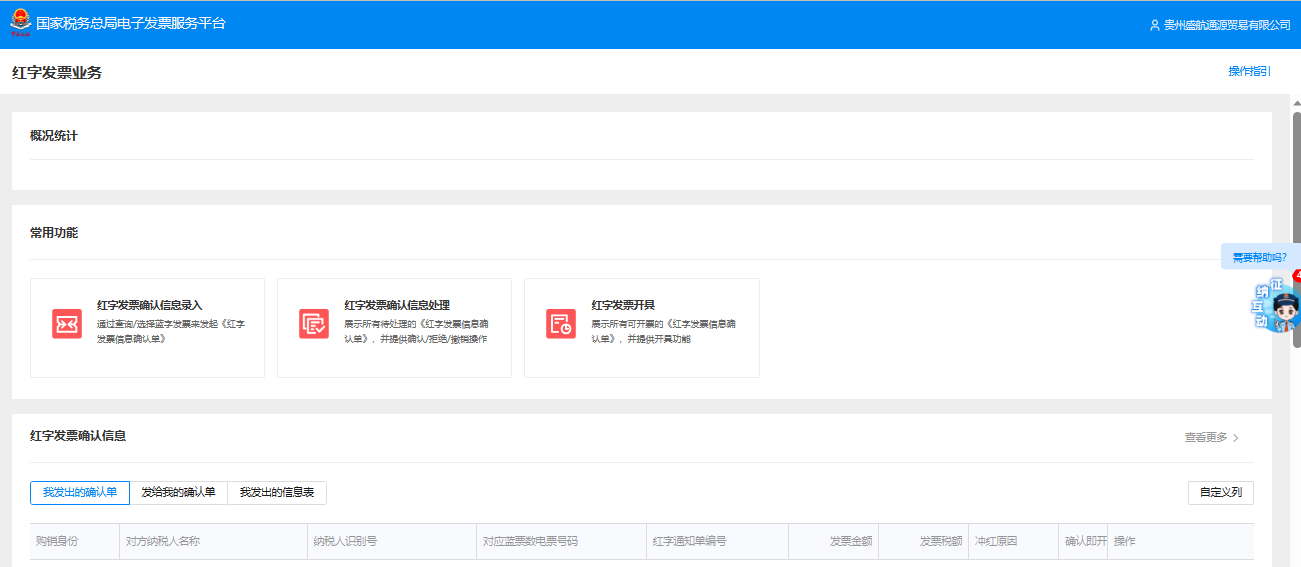 国家税务总局电子发票服务平台
贵州盛航通源贸易有限公司
红字发票业务
操作指引
概况统计
常用功能
需要帮助吗?
红字发票确认信息录入
通过查询/选择蓝字发票来发起《红字
发票信息确认单》
红字发票确认信息处理
展示所有待处理的《红字发票信息确
认单》，并提供确认/拒绝/撤销操作
红字发票开具
展示所有可开票的《红字发票信息确
认单》，并提供开具功能
征纳互动
红字发票确认信息
查看更多
我发出的确认单 发给我的确认单 我发出的信息表
自定义列
购销身份 对方纳税人名称 纳税人识别号 对应蓝票数电票号码 红字通知单编号 发票金额 发票税额 冲红原因 确认即开 操作